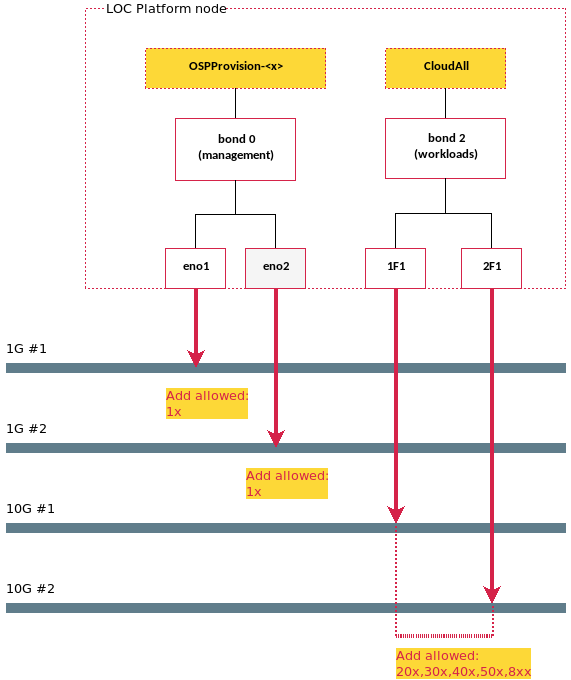 LOC Platform node
OSPProvision-<x>
CloudAll
bond 0
(management)
bond 2
(workloads)
eno1
eno2
1F1
2F1
1G #1
Add allowed:
1x
1G #2
Add allowed:
1x
10G #1
10G #2
Add allowed:
20x,30x,40x,50x,8xx